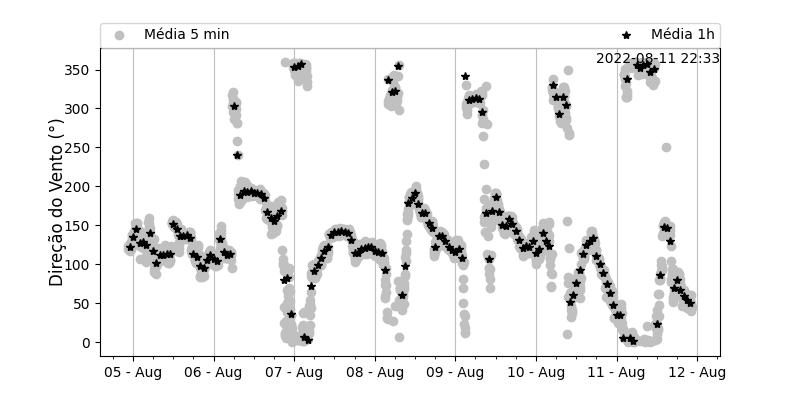 Média 5 min
Média 1h
2022-08-11 22:33
Direção do Vento (°)
350
300
250
200
150
100
50
0
05 - Aug
06 - Aug
07 - Aug
08 - Aug
09 - Aug
10 - Aug
11 - Aug
12 - Aug